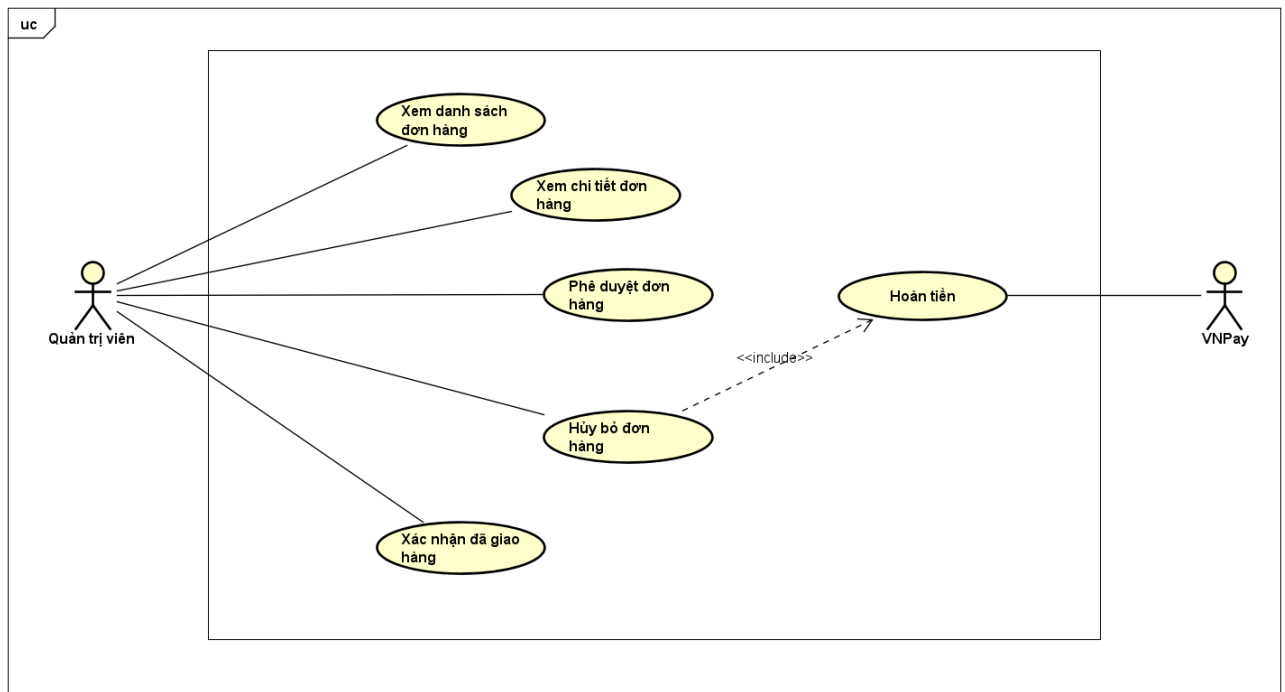 uc
Xem danh sách
đơn hàng
Xem chi tiết đơn
hàng
Phê duyệt đơn
hàng
Hoàn tiền
Quản trị viên
VNPay
<<include>>
Hủy bỏ đơn
hàng
Xác nhận đã giao
hàng